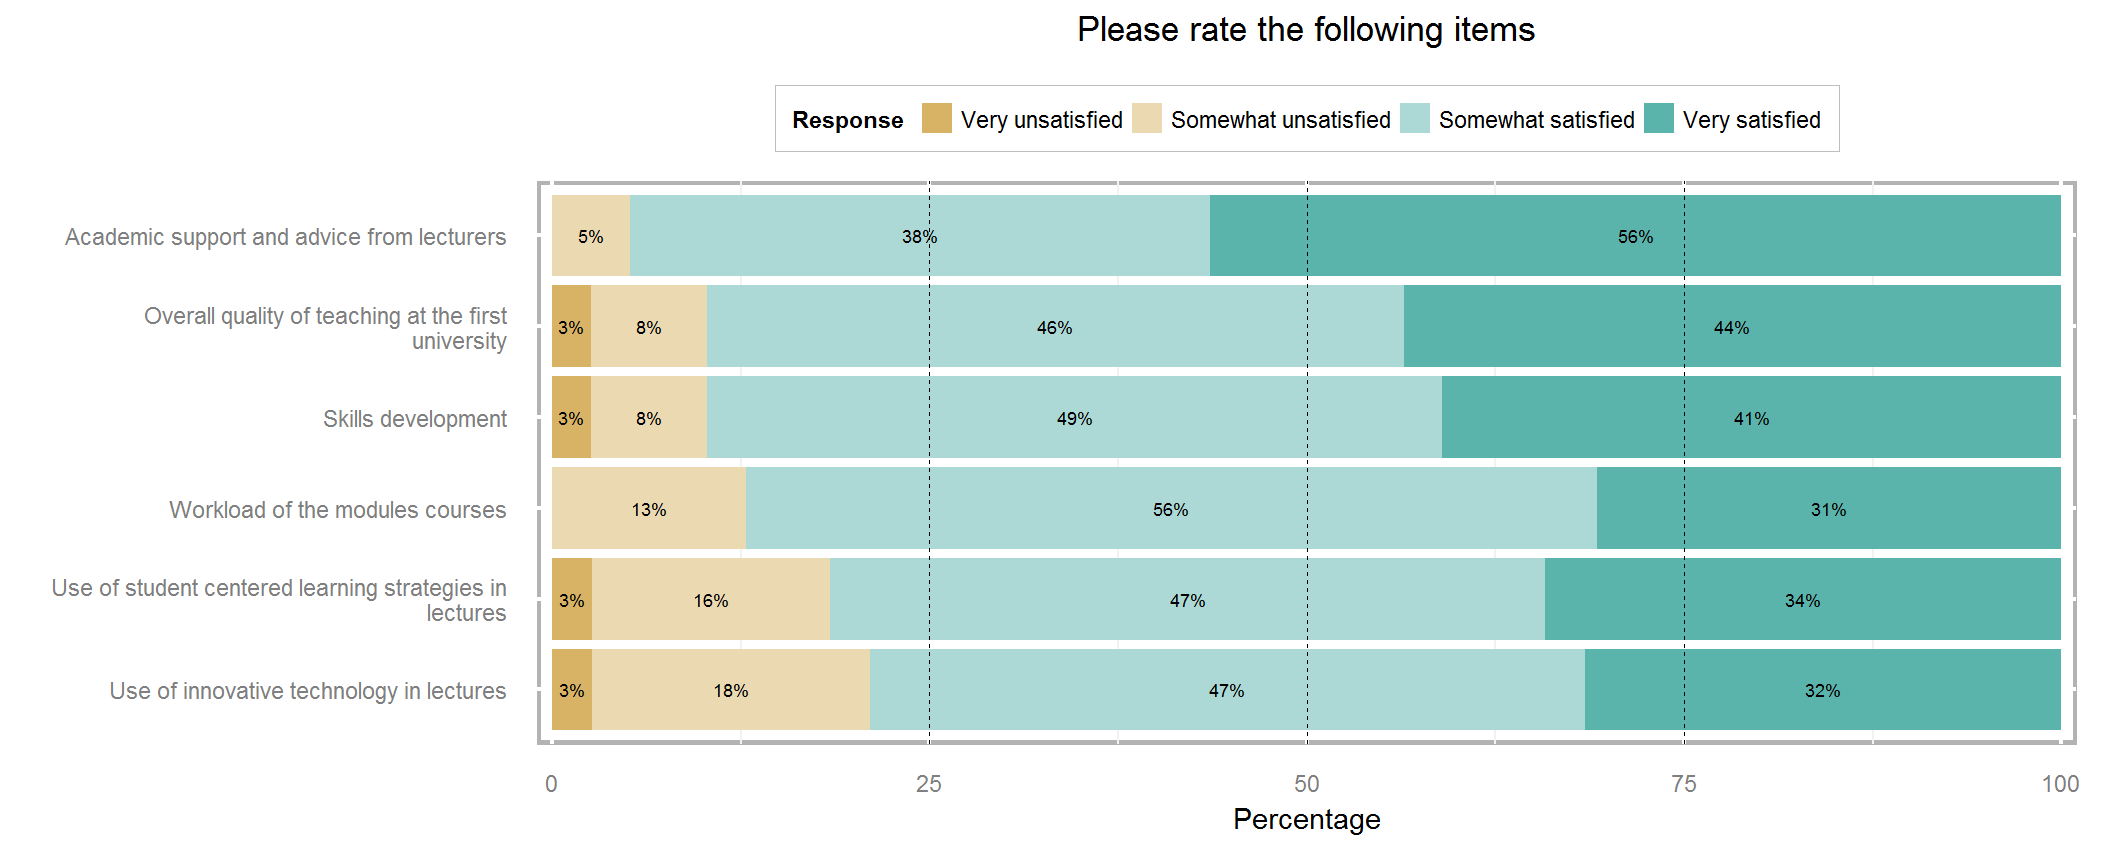 Please rate the following items
Response Very unsatisfied Somewhat unsatisfied Somewhat satisfied Very satisfied
Academic support and advice from lecturers 5% 38% 56%
Overall quality of teaching at the first
university
3% 8% 46% 44%
Skills development 3% 8% 49% 41%
Workload of the modules courses 13% 56% 31%
Use of student centered learning strategies in
lectures
3% 16% 47% 34%
Use of innovative technology in lectures 3% 18% 47% 32%
0 25 50 75 100
Percentage